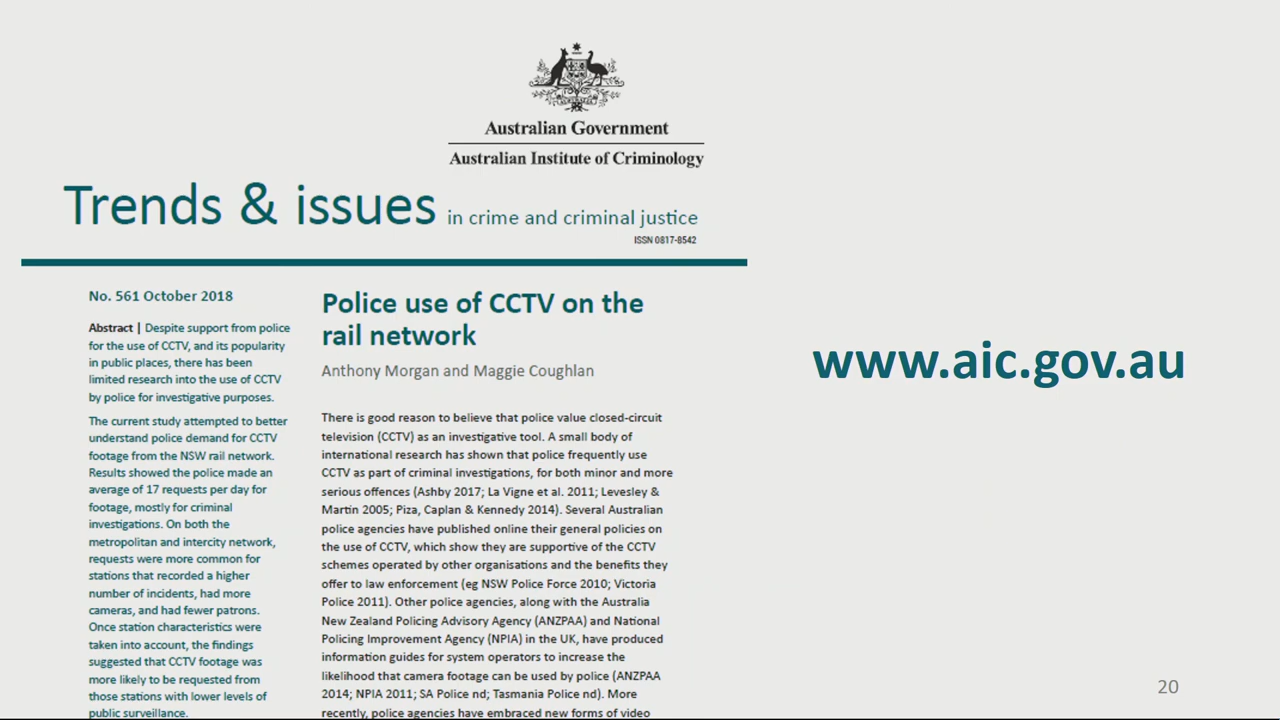 Australian Government
Australian Institute of Criminology
Trends & issues in crime and criminal justice
ISSN 0817-8542
No. 561 October 2018
Abstract | Despite support from police
for the use of CCTV, and its popularity
in public places, there has been
limited research into the use of CCTV
by police for investigative purposes.
The current study attempted to better
understand police demand for CCTV
footage from the NSW rail network.
Results showed the police made an
average of 17 requests per day for
footage, mostly for criminal
investigations. On both the
metropolitan and intercity network,
requests were more common for
stations that recorded a higher
number of incidents, had more
cameras, and had fewer patrons.
Once station characteristics were
taken into account, the findings
suggested that CCTV footage was
more likely to be requested from
those stations with lower levels of
public surveillance.
Police use of CCTV on the
rail network
Anthony Morgan and Maggie Coughlan
There is good reason to believe that police value closed-circuit
television (CCTV) as an investigative tool. A small body of
international research has shown that police frequently use
CCTV as part of criminal investigations, for both minor and more
serious offences (Ashby 2017; La Vigne et al. 2011; Levesley &
Martin 2005; Piza, Caplan & Kennedy 2014). Several Australian
police agencies have published online their general policies on
the use of CCTV, which show they are supportive of the CCTV
schemes operated by other organisations and the benefits they
offer to law enforcement (eg NSW Police Force 2010; Victoria
Police 2011). Other police agencies, along with the Australia
New Zealand Policing Advisory Agency (ANZPAA) and National
Policing Improvement Agency (NPIA) in the UK, have produced
information guides for system operators to increase the
likelihood that camera footage can be used by police (ANZPAA
2014; NPIA 2011; SA Police nd; Tasmania Police nd). More
recently, police agencies have embraced new forms of video
www.aic.gov.au
20